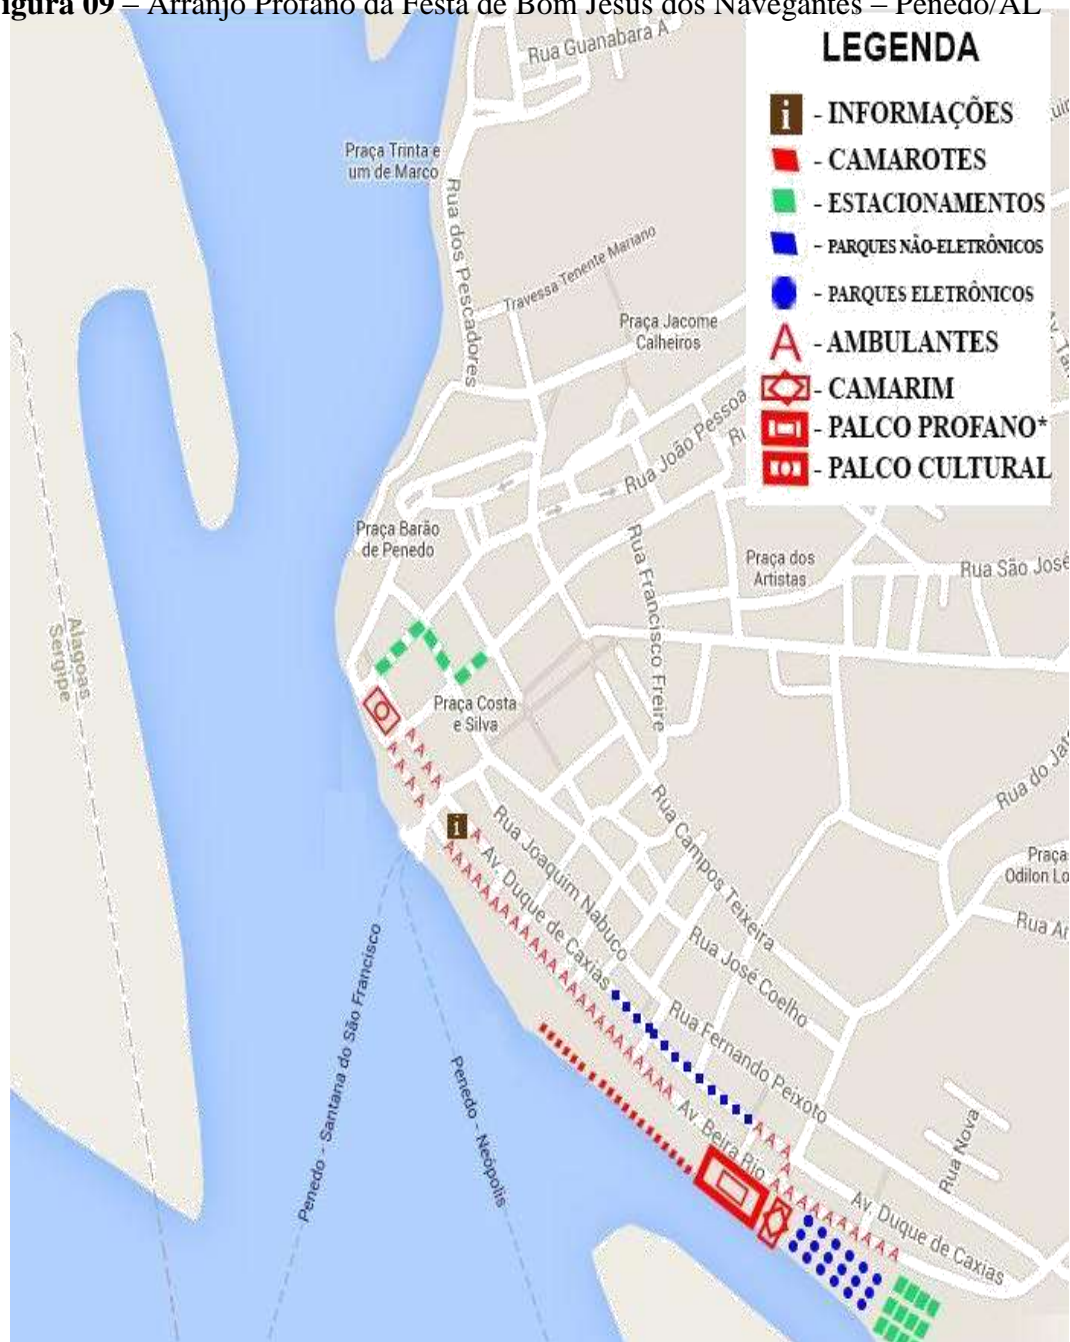 Figura 09 – Arranjo Profano da Festa de Bom Jesus dos Navegantes – Penedo/AL
LEGENDA
i - INFORMAÇÕES
- CAMAROTES
- ESTACIONAMENTOS
- PARQUES NÃO-ELETRÔNICOS
- PARQUES ELETRÔNICOS
A - AMBULANTES
- CAMARIM
- PALCO PROFANO*
- PALCO CULTURAL
Rua Guanabara A
Praça Trinta e
um de Marco
Rua dos Pescadores
Travessa Tenente Mariano
Praça Jacome
Calheiros
Rua João Pessoa
Praça Barão
de Penedo
Rua Francisco Freire
Praça dos
Artistas
Rua São José
Alagoas
Sergipe
Praça Costa
e Silva
Rua do Jat
i
Rua Joaquim Nabuco
Rua Campos Teixeira
Av. Duque de Caxias
Praça
Odilon Lo
Rua Ar
Rua José Coelho
Rua Fernando Peixoto
Penedo - Santana do São Francisco
Penedo - Neópolis
Av. Beira Rio
Rua Nova
Av. Duque de Caxias